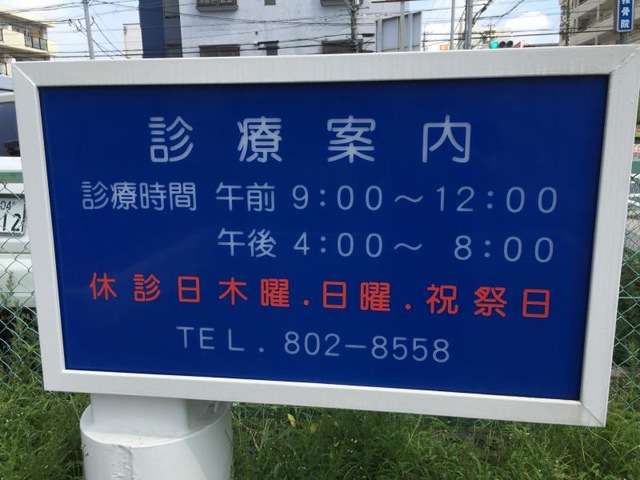 診療案内
診療時間 午前 9:00～12:00
午後 4:00～ 8:00
休診日木曜.日曜.祝祭日
TEL. 802-8558